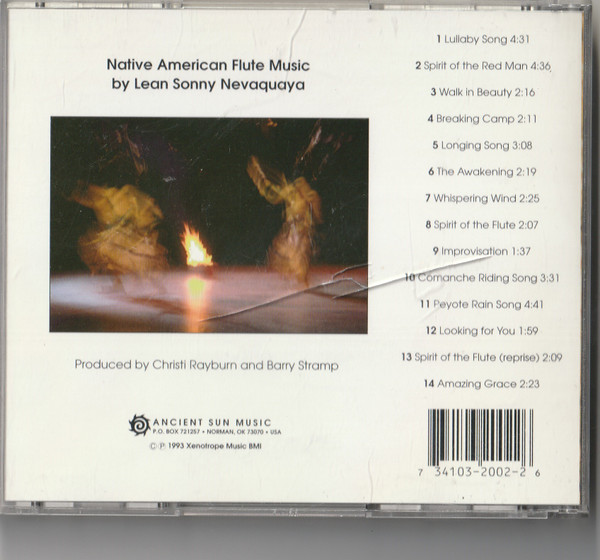 Native American Flute Music
by Lean Sonny Nevaquaya
Produced by Christi Rayburn and Barry Stramp
ANCIENT SUN MUSIC
P.O. BOX 721257 • NORMAN, OK 73070 • USA
© ℗ 1993 Xenotrope Music BMI
1 Lullaby Song 4:31
2 Spirit of the Red Man 4:36
3 Walk in Beauty 2:16
4 Breaking Camp 2:11
5 Longing Song 3:08
6 The Awakening 2:19
7 Whispering Wind 2:25
8 Spirit of the Flute 2:07
9 Improvisation 1:37
10 Comanche Riding Song 3:31
11 Peyote Rain Song 4:41
12 Looking for You 1:59
13 Spirit of the Flute (reprise) 2:09
14 Amazing Grace 2:23
7 34103-2002-2 6